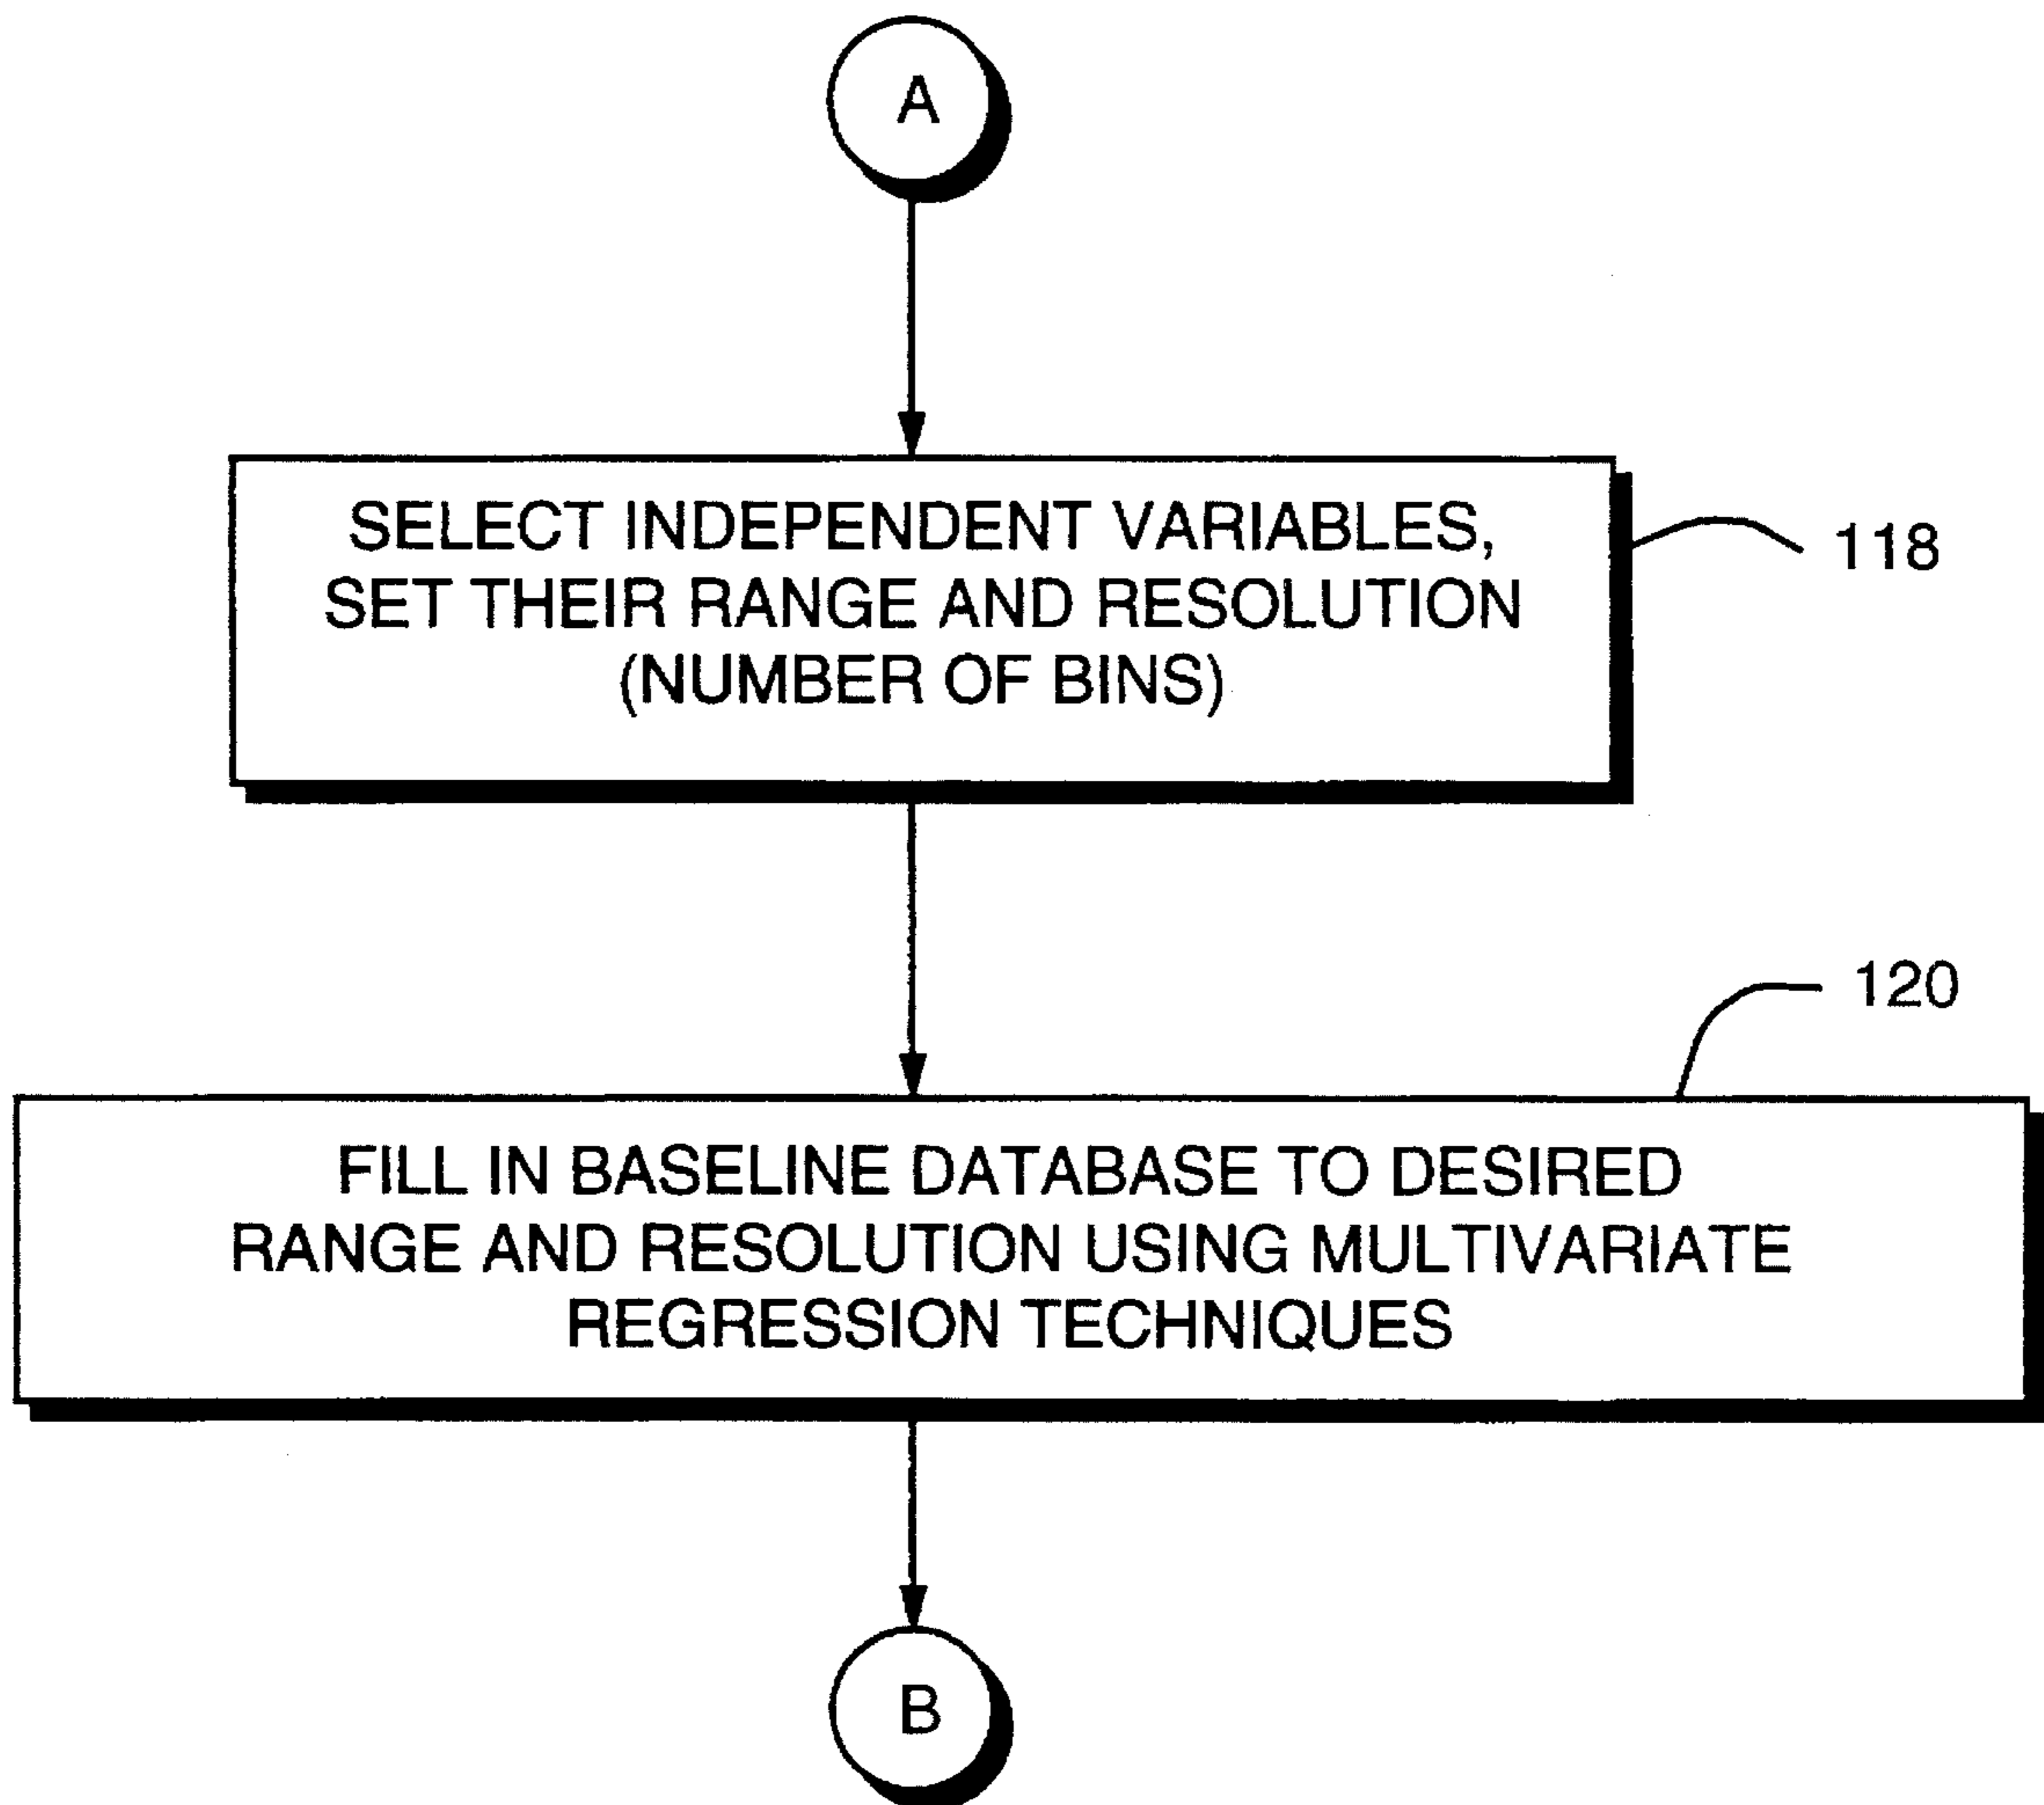 A
SELECT INDEPENDENT VARIABLES,
SET THEIR RANGE AND RESOLUTION
(NUMBER OF BINS)
118
120
FILL IN BASELINE DATABASE TO DESIRED
RANGE AND RESOLUTION USING MULTIVARIATE
REGRESSION TECHNIQUES
B